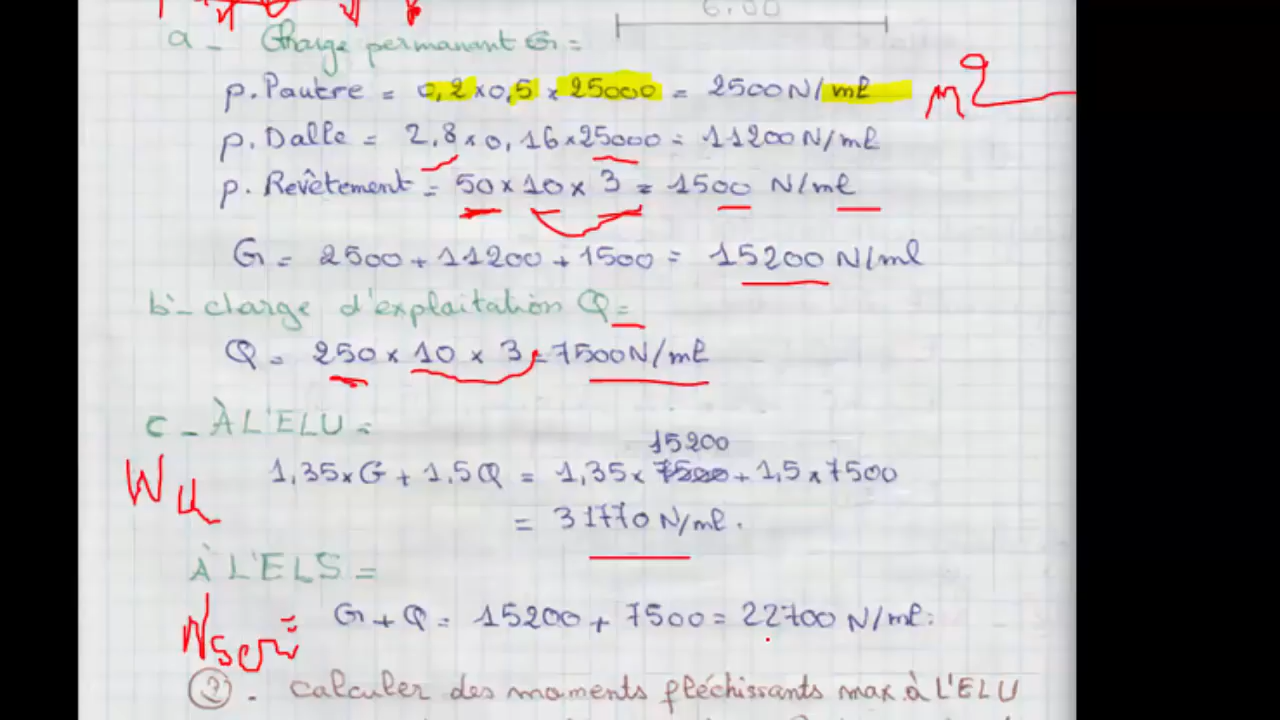 6.00
a - Charge permanant G =
p. Poutre = 0,2 x 0,5 x 25000 = 2500 N/ml
p. Dalle = 2,8 x 0,16 x 25000 = 11200 N/ml
p. Revêtement = 50 x 10 x 3 = 1500 N/ml
G = 2500 + 11200 + 1500 = 15200 N/ml
b - charge d'exploitation Q =
Q = 250 x 10 x 3 = 7500 N/ml
c - À L'ELU =
15200
Wu 1,35 x G + 1,5Q = 1,35 x 7500 + 1,5 x 7500
= 31770 N/ml.
À L'ELS =
Wser = G + Q = 15200 + 7500 = 22700 N/ml.
2. calculer des moments fléchissants max à L'ELU